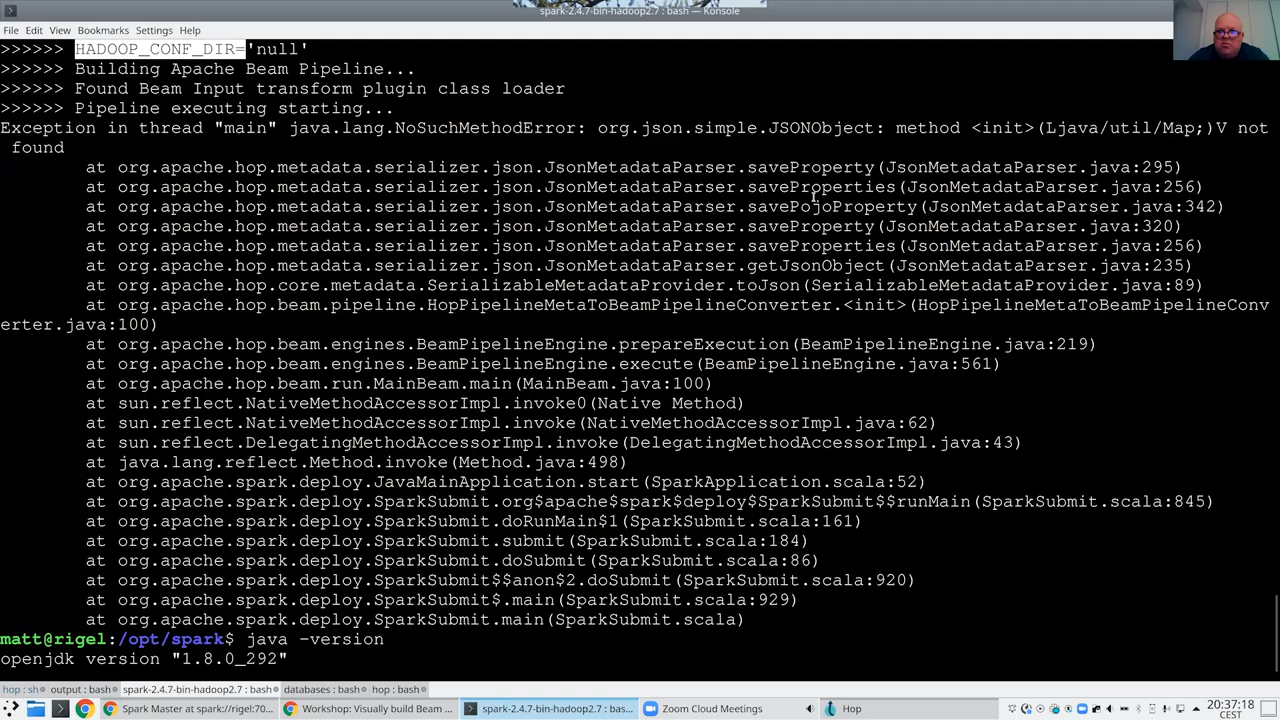 spark-2.4.7-bin-hadoop2.7 : bash — Konsole
File Edit View Bookmarks Settings Help
>>>>>> HADOOP_CONF_DIR='null'
>>>>>> Building Apache Beam Pipeline...
>>>>>> Found Beam Input transform plugin class loader
>>>>>> Pipeline executing starting...
Exception in thread "main" java.lang.NoSuchMethodError: org.json.simple.JSONObject: method <init>(Ljava/util/Map;)V not
found
at org.apache.hop.metadata.serializer.json.JsonMetadataParser.saveProperty(JsonMetadataParser.java:295)
at org.apache.hop.metadata.serializer.json.JsonMetadataParser.saveProperties(JsonMetadataParser.java:256)
at org.apache.hop.metadata.serializer.json.JsonMetadataParser.savePojoProperty(JsonMetadataParser.java:342)
at org.apache.hop.metadata.serializer.json.JsonMetadataParser.saveProperty(JsonMetadataParser.java:320)
at org.apache.hop.metadata.serializer.json.JsonMetadataParser.saveProperties(JsonMetadataParser.java:256)
at org.apache.hop.metadata.serializer.json.JsonMetadataParser.getJsonObject(JsonMetadataParser.java:235)
at org.apache.hop.core.metadata.SerializableMetadataProvider.toJson(SerializableMetadataProvider.java:89)
at org.apache.hop.beam.pipeline.HopPipelineMetaToBeamPipelineConverter.<init>(HopPipelineMetaToBeamPipelineConv
erter.java:100)
at org.apache.hop.beam.engines.BeamPipelineEngine.prepareExecution(BeamPipelineEngine.java:219)
at org.apache.hop.beam.engines.BeamPipelineEngine.execute(BeamPipelineEngine.java:561)
at org.apache.hop.beam.run.MainBeam.main(MainBeam.java:100)
at sun.reflect.NativeMethodAccessorImpl.invoke0(Native Method)
at sun.reflect.NativeMethodAccessorImpl.invoke(NativeMethodAccessorImpl.java:62)
at sun.reflect.DelegatingMethodAccessorImpl.invoke(DelegatingMethodAccessorImpl.java:43)
at java.lang.reflect.Method.invoke(Method.java:498)
at org.apache.spark.deploy.JavaMainApplication.start(SparkApplication.scala:52)
at org.apache.spark.deploy.SparkSubmit.org$apache$spark$deploy$SparkSubmit$$runMain(SparkSubmit.scala:845)
at org.apache.spark.deploy.SparkSubmit.doRunMain$1(SparkSubmit.scala:161)
at org.apache.spark.deploy.SparkSubmit.submit(SparkSubmit.scala:184)
at org.apache.spark.deploy.SparkSubmit.doSubmit(SparkSubmit.scala:86)
at org.apache.spark.deploy.SparkSubmit$$anon$2.doSubmit(SparkSubmit.scala:920)
at org.apache.spark.deploy.SparkSubmit$.main(SparkSubmit.scala:929)
at org.apache.spark.deploy.SparkSubmit.main(SparkSubmit.scala)
matt@rigel:/opt/spark$ java -version
openjdk version "1.8.0_292"
hop : sh output : bash spark-2.4.7-bin-hadoop2.7 : bash databases : bash hop : bash
Spark Master at spark://rigel:70... Workshop: Visually build Beam ... spark-2.4.7-bin-hadoop2.7 : bas... Zoom Cloud Meetings Hop 20:37:18
CEST